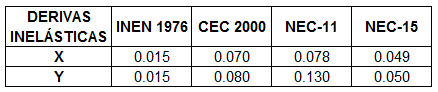 DERIVAS INELÁSTICAS INEN 1976 CEC 2000 NEC-11 NEC-15
X 0.015 0.070 0.078 0.049
Y 0.015 0.080 0.130 0.050